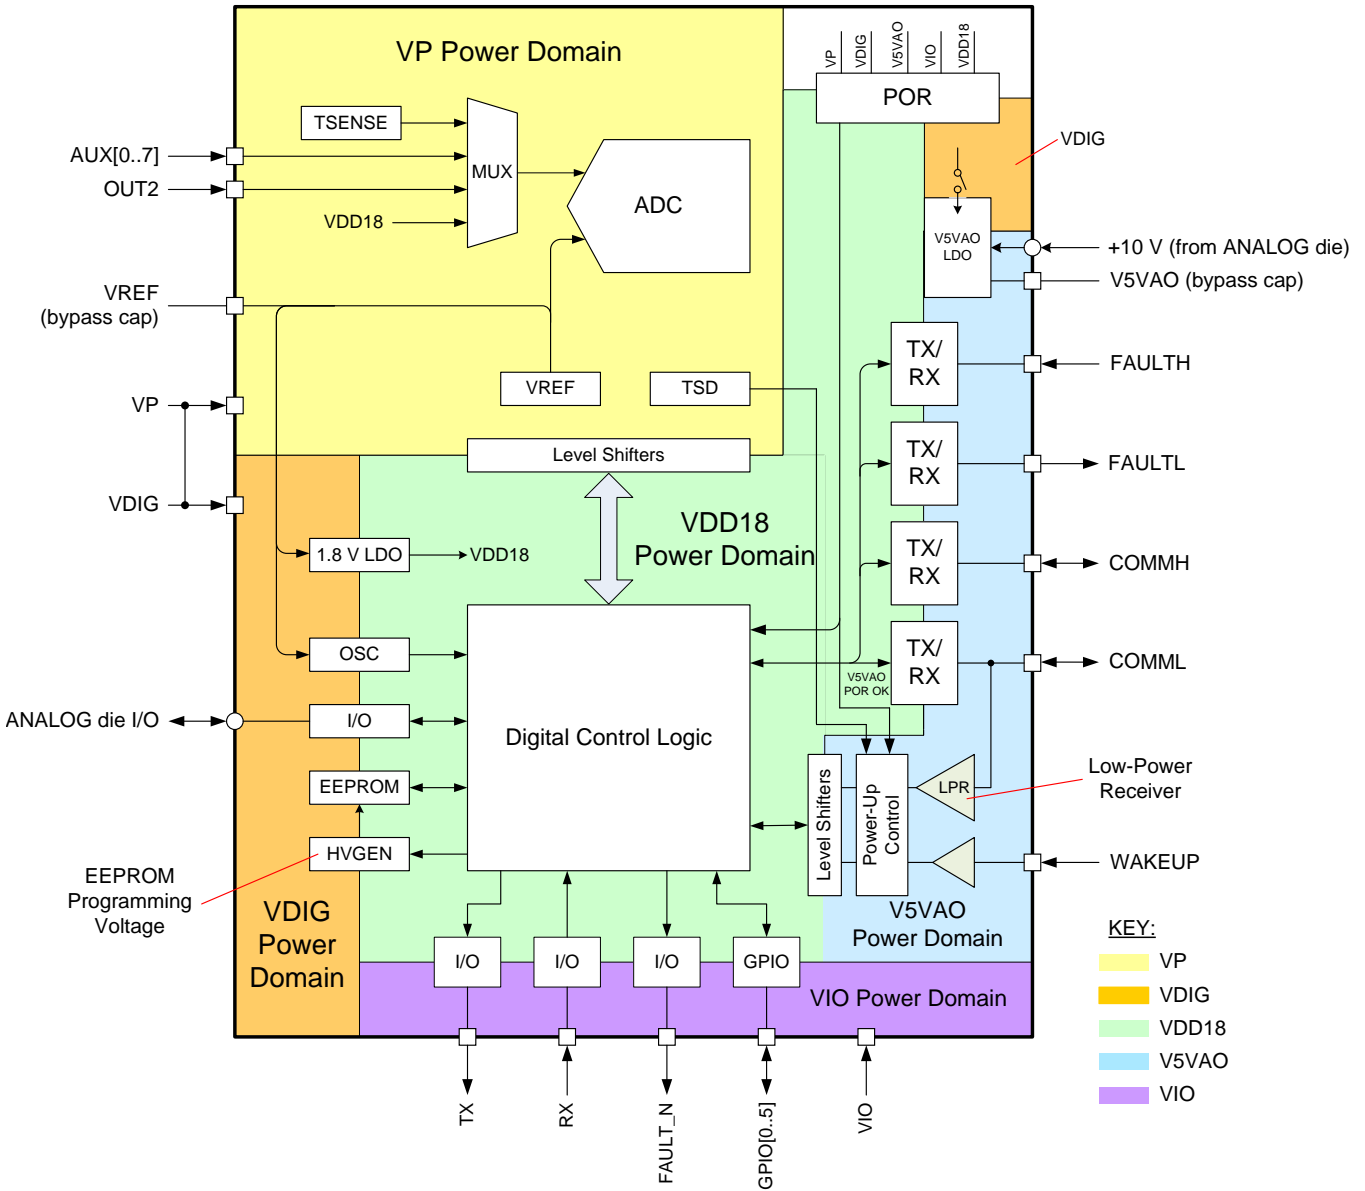 VP Power Domain
VP
VDIG
V5VAO
VIO
VDD18
POR
TSENSE
MUX
ADC
AUX[0..7]
OUT2
VDD18
VDIG
V5VAO
LDO
+10 V (from ANALOG die)
V5VAO (bypass cap)
VREF
(bypass cap)
VREF
TSD
TX/
RX
FAULTH
VP
Level Shifters
TX/
RX
FAULTL
VDIG
VDD18
Power Domain
1.8 V LDO
VDD18
TX/
RX
COMMH
OSC
TX/
RX
COMML
V5VAO
POR OK
ANALOG die I/O
I/O
Digital Control Logic
EEPROM
Level Shifters
Power-Up
Control
LPR
Low-Power
Receiver
HVGEN
WAKEUP
EEPROM
Programming
Voltage
VDIG
Power
Domain
V5VAO
Power Domain
I/O
I/O
I/O
GPIO
VIO Power Domain
TX
RX
FAULT_N
GPIO[0..5]
VIO
KEY:
VP
VDIG
VDD18
V5VAO
VIO